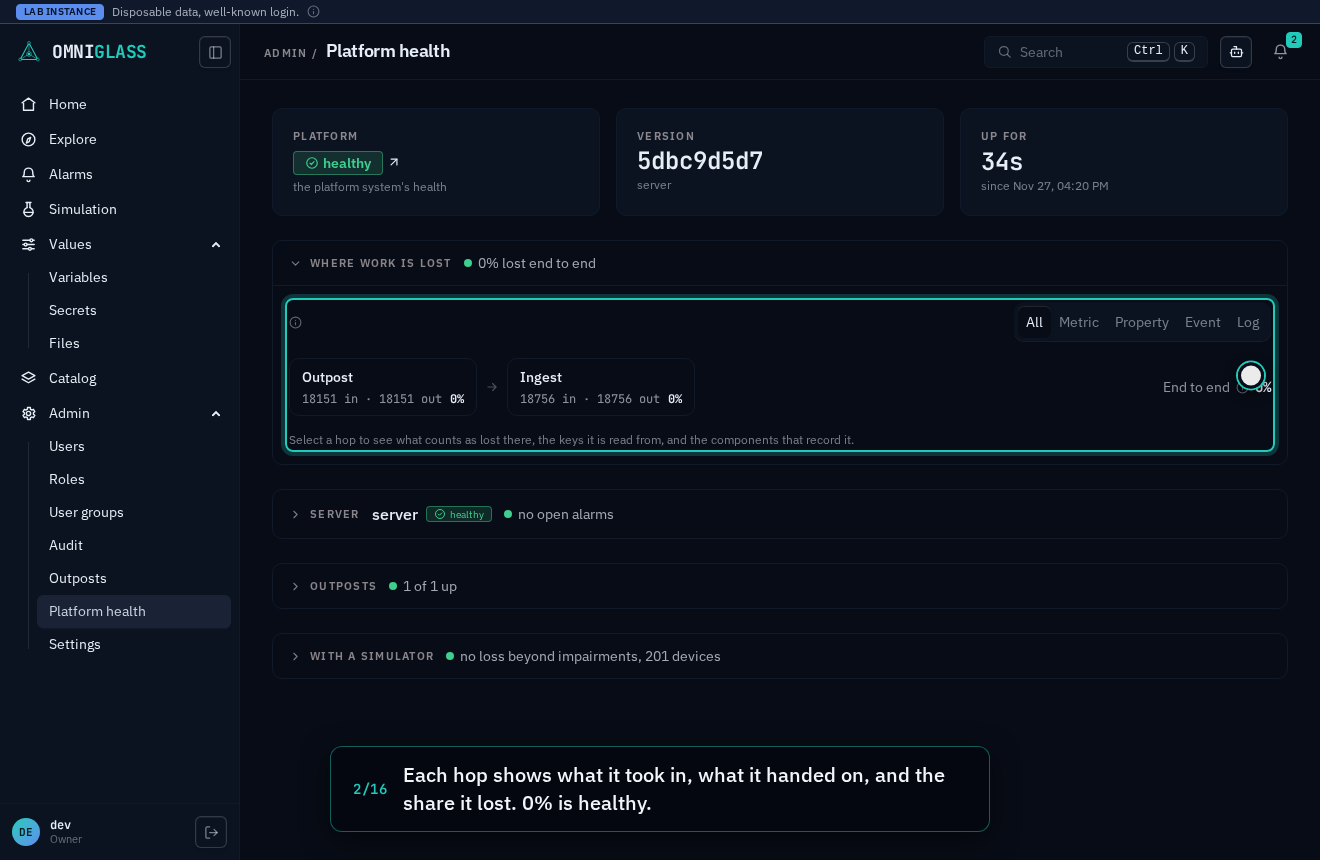 LAB INSTANCE Disposable data, well-known login.
OMNIGLASS
ADMIN / Platform health
Search Ctrl K
2
Home
Explore
Alarms
Simulation
Values
Variables
Secrets
Files
Catalog
Admin
Users
Roles
User groups
Audit
Outposts
Platform health
Settings
DE dev
Owner
PLATFORM
healthy
the platform system's health
VERSION
5dbc9d5d7
server
UP FOR
34s
since Nov 27, 04:20 PM
WHERE WORK IS LOST 0% lost end to end
All Metric Property Event Log
Outpost
18151 in · 18151 out 0%
Ingest
18756 in · 18756 out 0%
End to end
Select a hop to see what counts as lost there, the keys it is read from, and the components that record it.
SERVER server healthy no open alarms
OUTPOSTS 1 of 1 up
WITH A SIMULATOR no loss beyond impairments, 201 devices
2/16 Each hop shows what it took in, what it handed on, and the
share it lost. 0% is healthy.